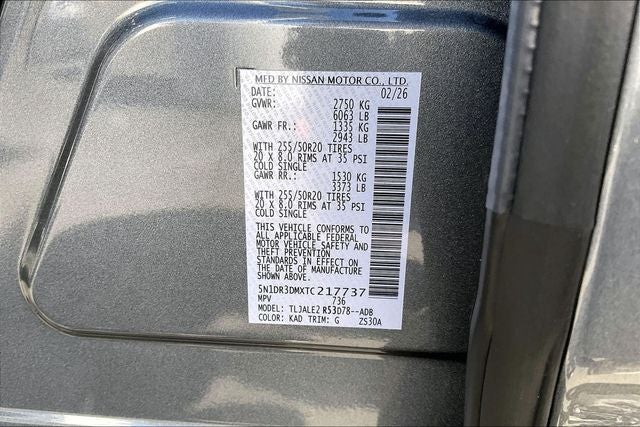 MFD BY NISSAN MOTOR CO., LTD.
DATE: 02/26
GVWR: 2750 KG
6063 LB
GAWR FR.: 1335 KG
2943 LB
WITH 255/50R20 TIRES
20 x 8.0 RIMS AT 35 PSI
COLD SINGLE
GAWR RR.: 1530 KG
3373 LB
WITH 255/50R20 TIRES
20 x 8.0 RIMS AT 35 PSI
COLD SINGLE
THIS VEHICLE CONFORMS TO
ALL APPLICABLE FEDERAL
MOTOR VEHICLE SAFETY AND
THEFT PREVENTION
STANDARDS IN EFFECT ON
THE DATE OF MANUFACTURE
SHOWN ABOVE.
5N1DR3DMXTC217737
MPV 736
MODEL: TLJALE2 R53D78--ADB
COLOR: KAD TRIM: G ZS30A